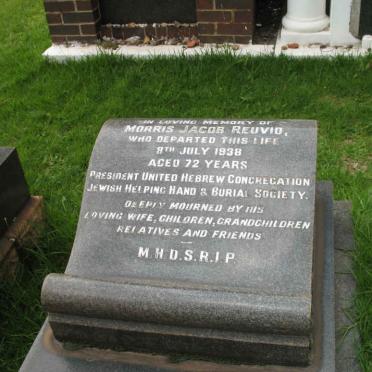 IN LOVING MEMORY OF
MORRIS JACOB REUVID,
WHO DEPARTED THIS LIFE
8TH JULY 1938
AGED 72 YEARS
PRESIDENT UNITED HEBREW CONGREGATION
JEWISH HELPING HAND & BURIAL SOCIETY.
DEEPLY MOURNED BY HIS
LOVING WIFE, CHILDREN, GRANDCHILDREN
RELATIVES AND FRIENDS
M.H.D.S.R.I.P.